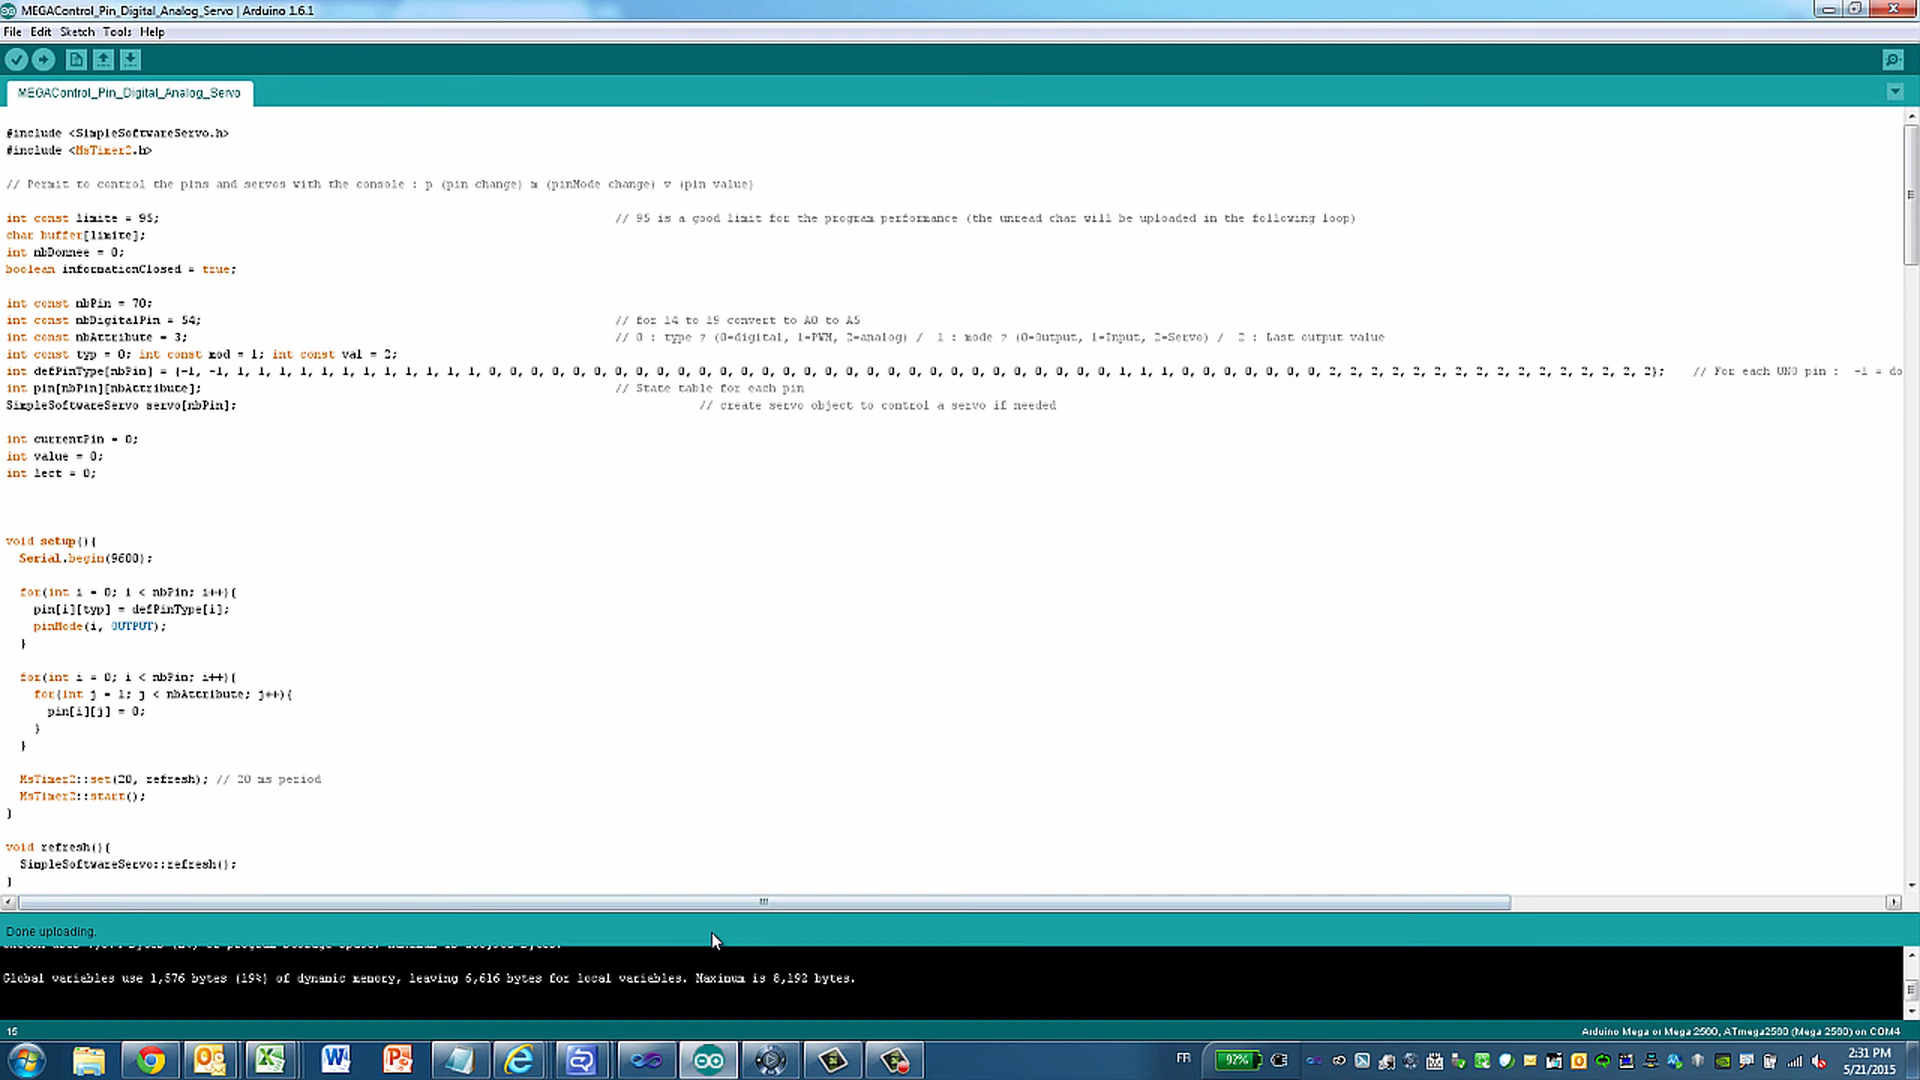 MEGAControl_Pin_Digital_Analog_Servo | Arduino 1.6.1
File Edit Sketch Tools Help
MEGAControl_Pin_Digital_Analog_Servo
#include <SimpleSoftwareServo.h>
#include <MsTimer2.h>
// Permit to control the pins and servos with the console : p (pin change) m (pinMode change) v (pin value)
int const limite = 95; // 95 is a good limit for the program performance (the unread char will be uploaded in the following loop)
char buffer[limite];
int nbDonnee = 0;
boolean informationClosed = true;
int const nbPin = 70;
int const nbDigitalPin = 54; // for 14 to 19 convert to A0 to A5
int const nbAttribute = 3; // 0 : type ? (0=digital, 1=PWM, 2=analog) / 1 : mode ? (0=Output, 1=Input, 2=Servo) / 2 : Last output value
int const typ = 0; int const mod = 1; int const val = 2;
int defPinType[nbPin] = {-1, -1, 1, 1, 1, 1, 1, 1, 1, 1, 1, 1, 1, 1, 0, 0, 0, 0, 0, 0, 0, 0, 0, 0, 0, 0, 0, 0, 0, 0, 0, 0, 0, 0, 0, 0, 0, 0, 0, 0, 0, 0, 0, 0, 1, 1, 1, 0, 0, 0, 0, 0, 0, 0, 2, 2, 2, 2, 2, 2, 2, 2, 2, 2, 2, 2, 2, 2, 2, 2}; // For each UNO pin : -1 = do
int pin[nbPin][nbAttribute]; // State table for each pin
SimpleSoftwareServo servo[nbPin]; // create servo object to control a servo if needed
int currentPin = 0;
int value = 0;
int lect = 0;
void setup(){
Serial.begin(9600);
for(int i = 0; i < nbPin; i++){
pin[i][typ] = defPinType[i];
pinMode(i, OUTPUT);
}
for(int i = 0; i < nbPin; i++){
for(int j = 1; j < nbAttribute; j++){
pin[i][j] = 0;
}
}
MsTimer2::set(20, refresh); // 20 ms period
MsTimer2::start();
}
void refresh(){
SimpleSoftwareServo::refresh();
}
Done uploading.
Global variables use 1,576 bytes (19%) of dynamic memory, leaving 6,616 bytes for local variables. Maximum is 8,192 bytes.
15 Arduino Mega or Mega 2560, ATmega2560 (Mega 2560) on COM4
FR 92% 2:31 PM
5/21/2015